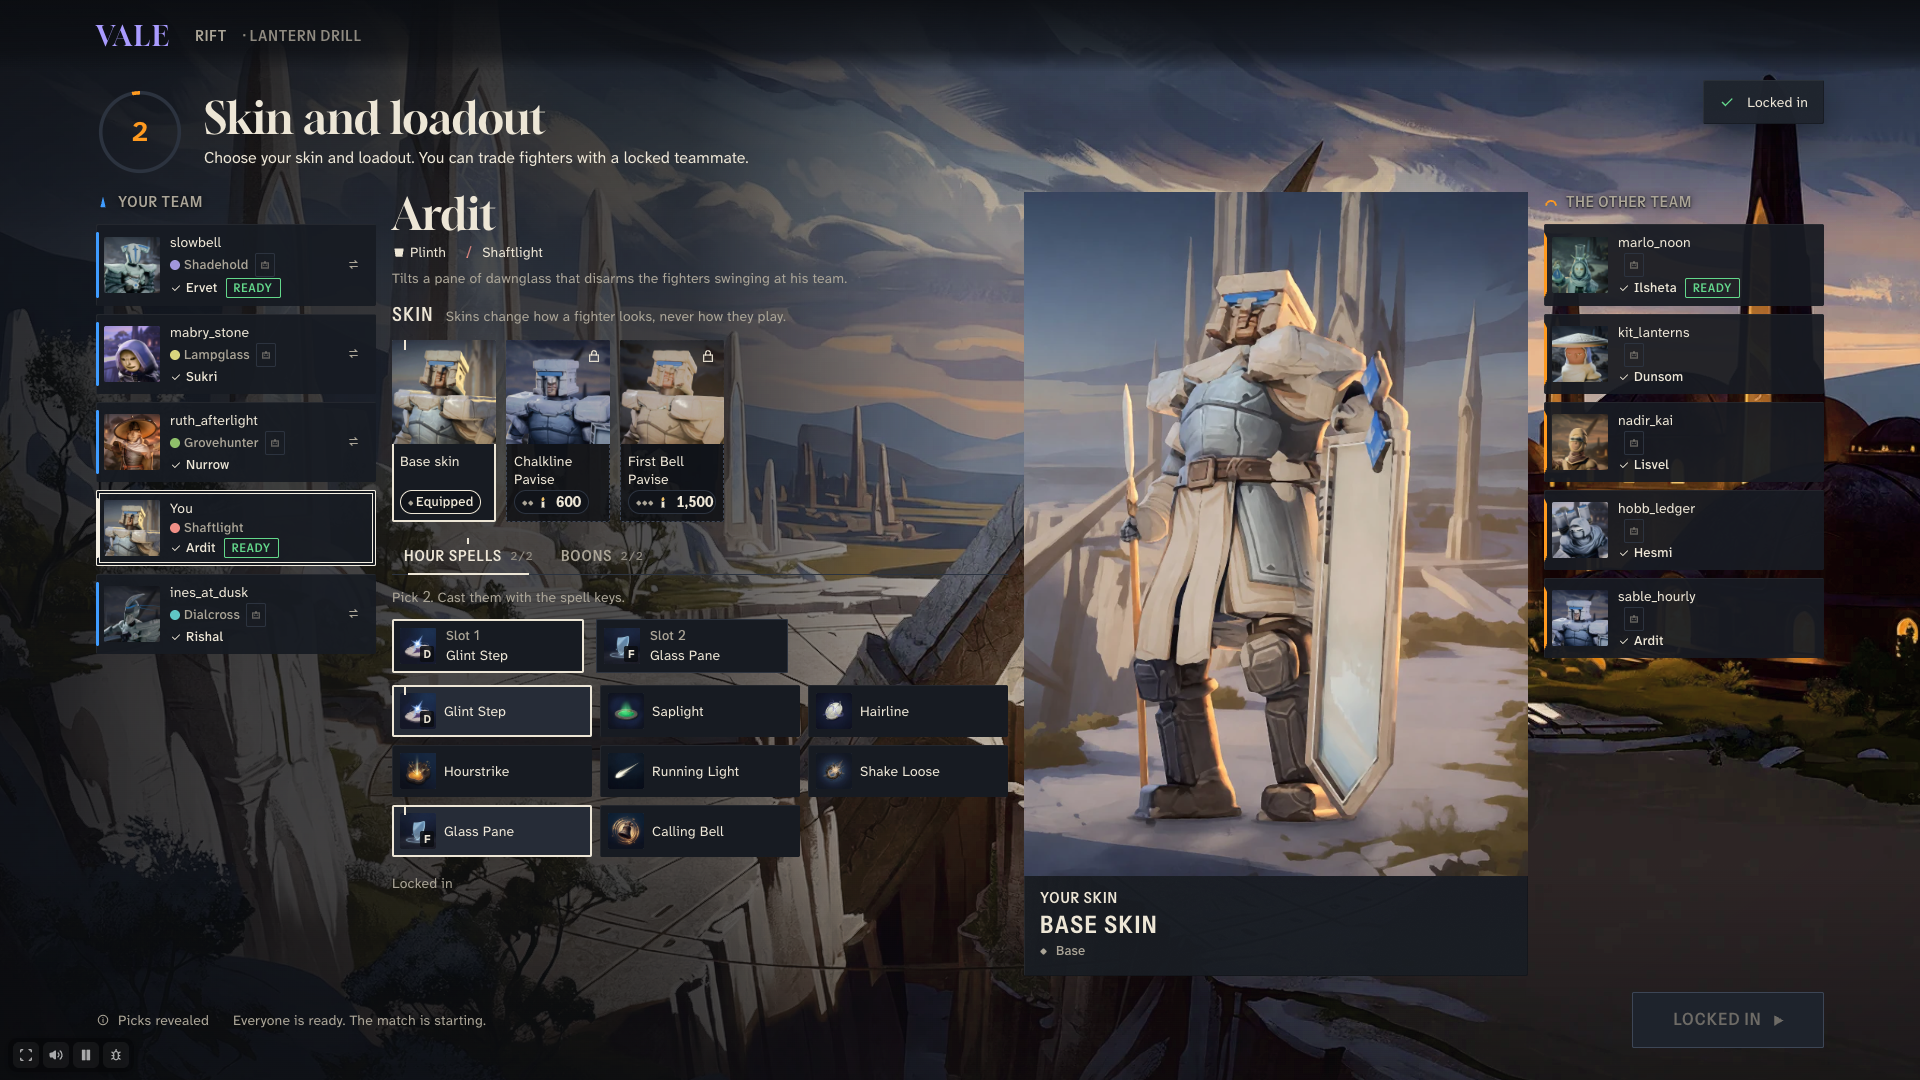 VALE RIFT · LANTERN DRILL
2
Skin and loadout
Choose your skin and loadout. You can trade fighters with a locked teammate.
Locked in
YOUR TEAM
slowbell
Shadehold
Ervet READY
mabry_stone
Lampglass
Sukri
ruth_afterlight
Grovehunter
Nurrow
You
Shaftlight
Ardit READY
ines_at_dusk
Dialcross
Rishal
Ardit
Plinth / Shaftlight
Tilts a pane of dawnglass that disarms the fighters swinging at his team.
SKIN Skins change how a fighter looks, never how they play.
Base skin
Equipped
Chalkline
Pavise
600
First Bell
Pavise
1,500
HOUR SPELLS 2/2 BOONS 2/2
Pick 2. Cast them with the spell keys.
D
Slot 1
Glint Step
F
Slot 2
Glass Pane
D Glint Step
Saplight
Hairline
Hourstrike
Running Light
Shake Loose
F Glass Pane
Calling Bell
Locked in
YOUR SKIN
BASE SKIN
Base
THE OTHER TEAM
marlo_noon
Ilsheta READY
kit_lanterns
Dunsom
nadir_kai
Lisvel
hobb_ledger
Hesmi
sable_hourly
Ardit
Picks revealed Everyone is ready. The match is starting.
LOCKED IN